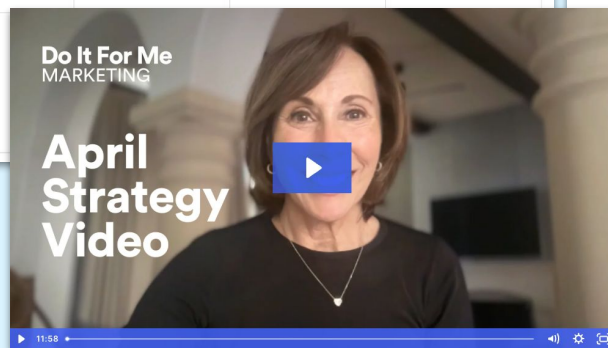 Do It For Me
MARKETING
April
Strategy
Video
11:58